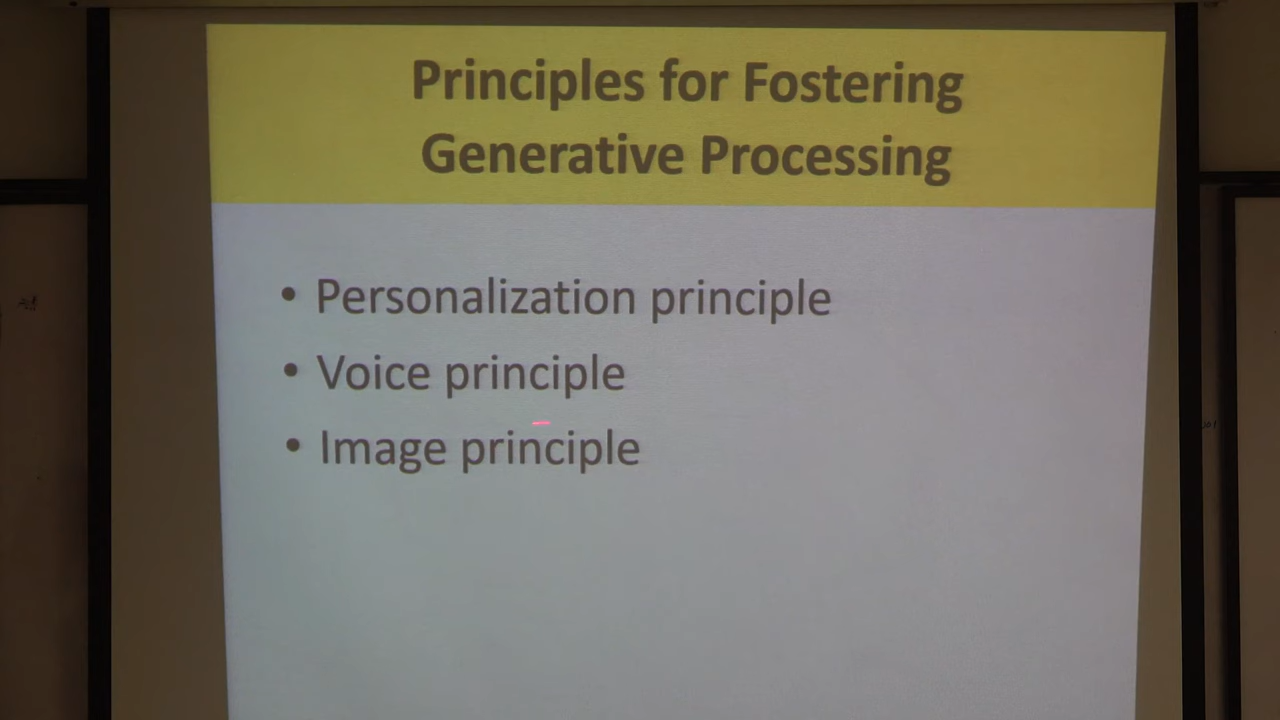 Principles for Fostering
Generative Processing
• Personalization principle
• Voice principle
• Image principle